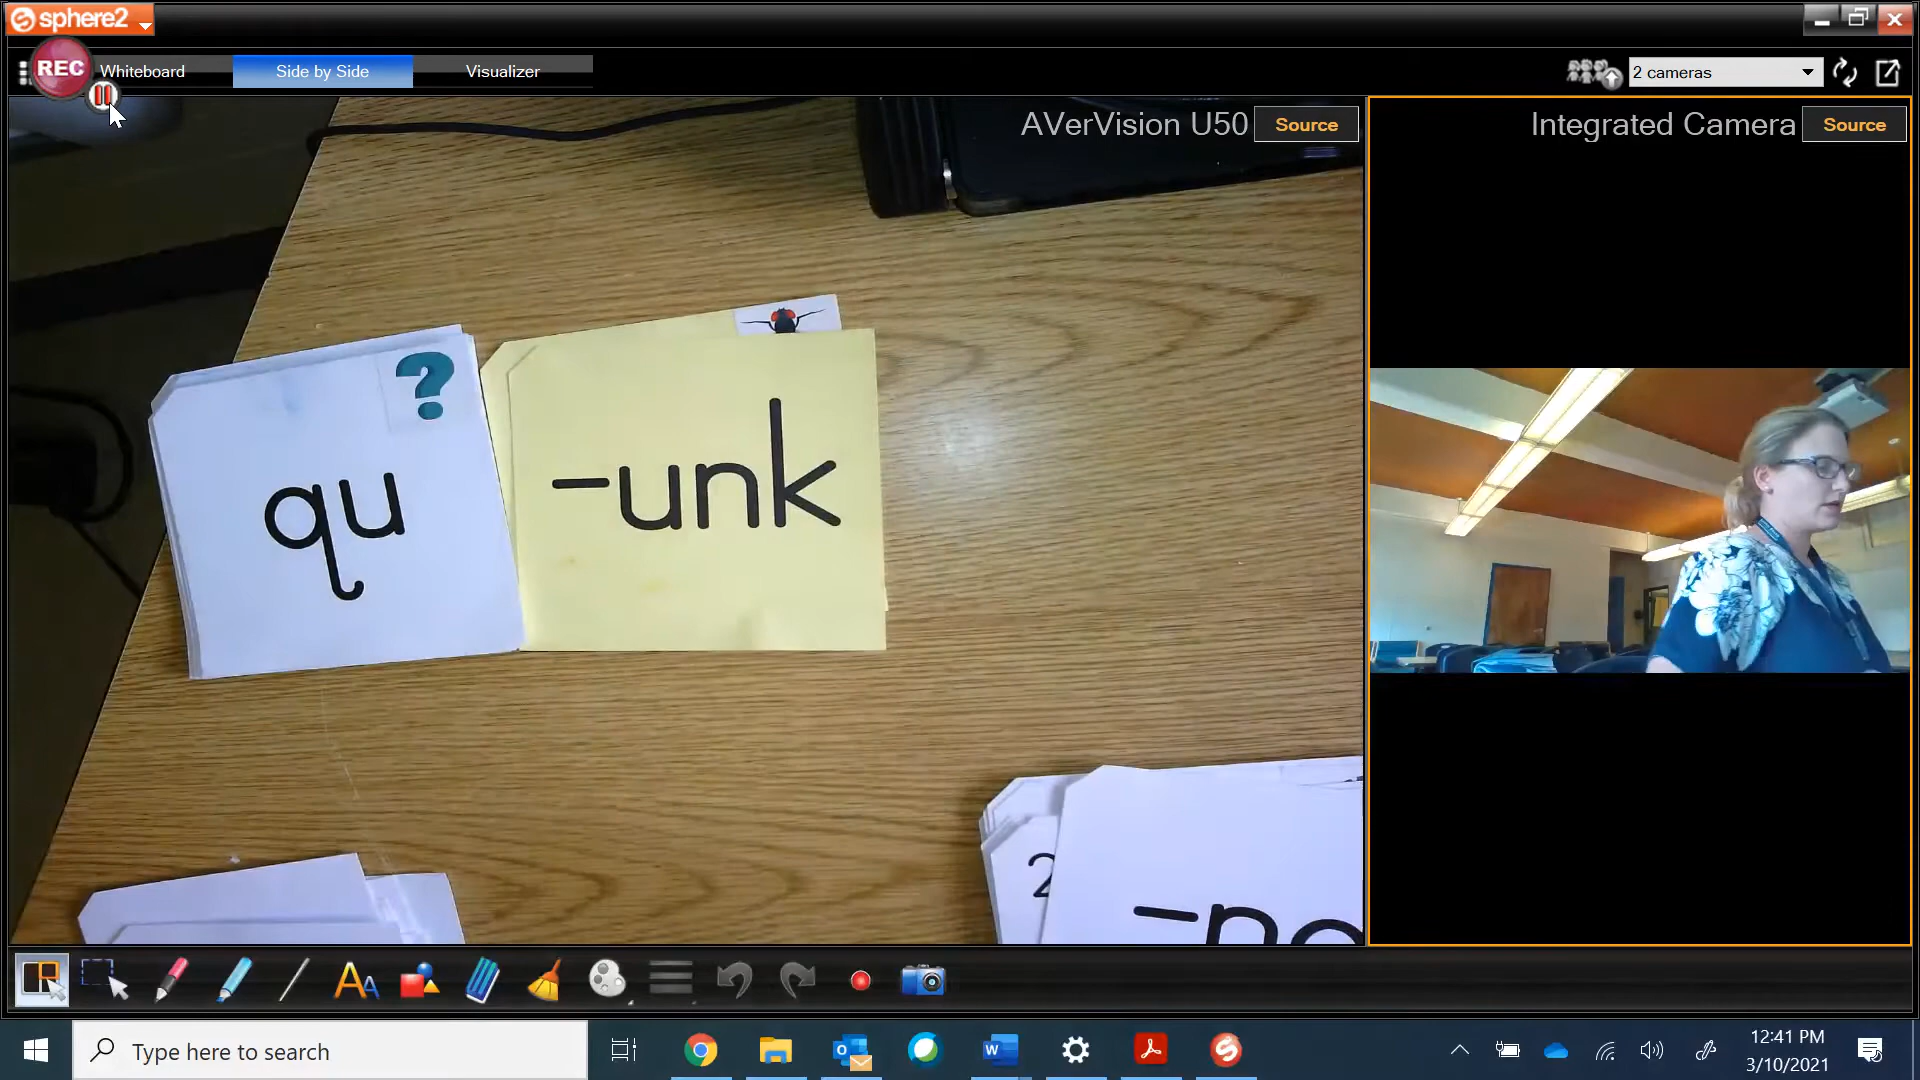 sphere2
REC
Whiteboard
Side by Side
Visualizer
2 cameras
AVerVision U50
Source
Integrated Camera
Source
?
qu
-unk
2
Type here to search
12:41 PM
3/10/2021